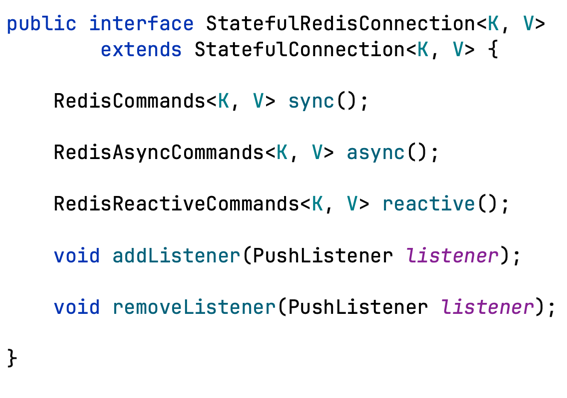 public interface StatefulRedisConnection<K, V>
        extends StatefulConnection<K, V> {
    RedisCommands<K, V> sync();
    RedisAsyncCommands<K, V> async();
    RedisReactiveCommands<K, V> reactive();
    void addListener(PushListener listener);
    void removeListener(PushListener listener);
}